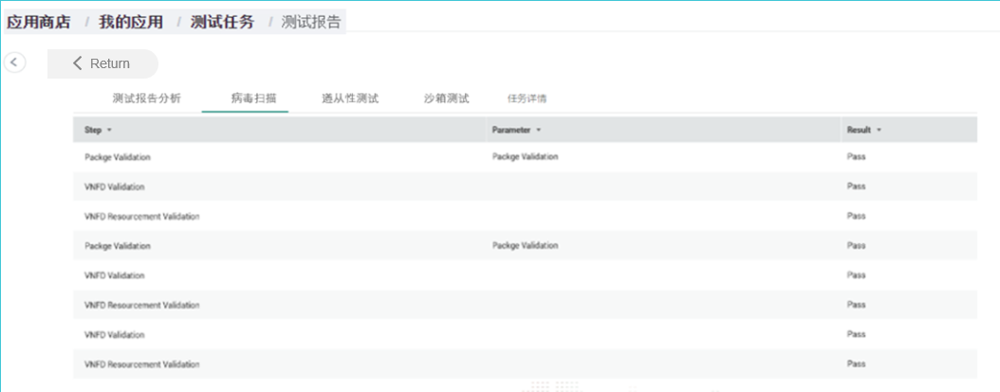 应用商店 / 我的应用 / 测试任务 / 测试报告
Return
测试报告分析 病毒扫描 遵从性测试 沙箱测试 任务详情
Step Parameter Result
Packge Validation Packge Validation Pass
VNFD Validation Pass
VNFD Resourcement Validation Pass
Packge Validation Packge Validation Pass
VNFD Validation Pass
VNFD Resourcement Validation Pass
VNFD Validation Pass
VNFD Resourcement Validation Pass